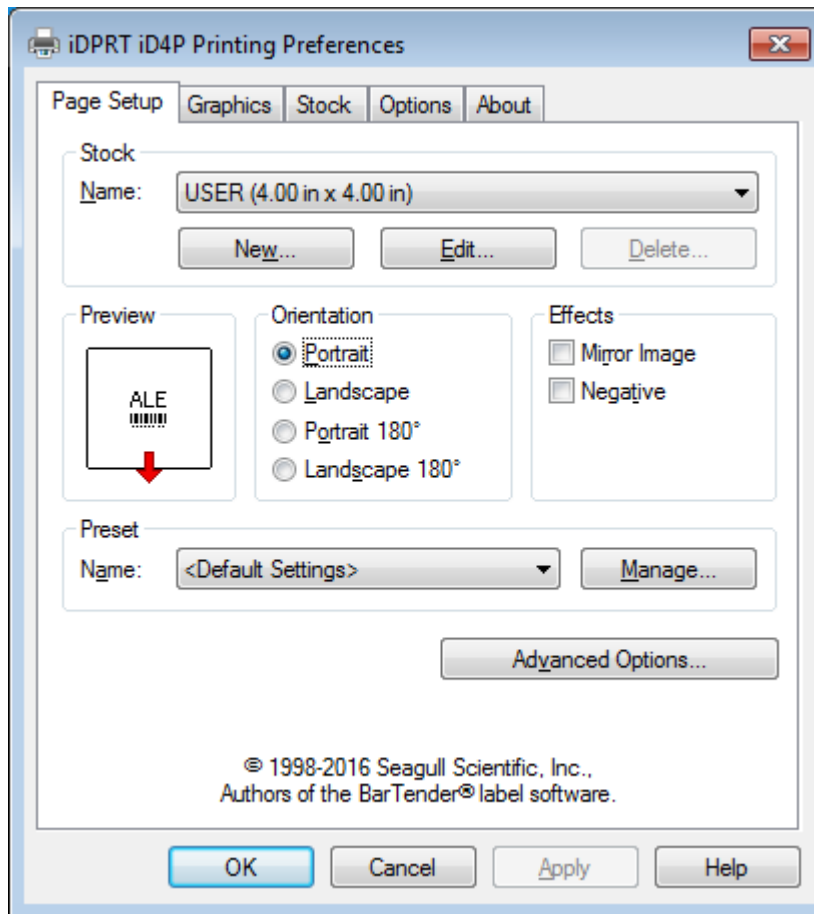 iDPRT iD4P Printing Preferences
Page Setup Graphics Stock Options About
Stock
Name: USER (4.00 in x 4.00 in)
New... Edit... Delete...
Preview Orientation Effects
Portrait Mirror Image
ALE Landscape Negative
Portrait 180°
Landscape 180°
Preset
Name: <Default Settings> Manage...
Advanced Options...
© 1998-2016 Seagull Scientific, Inc.,
Authors of the BarTender® label software.
OK Cancel Apply Help